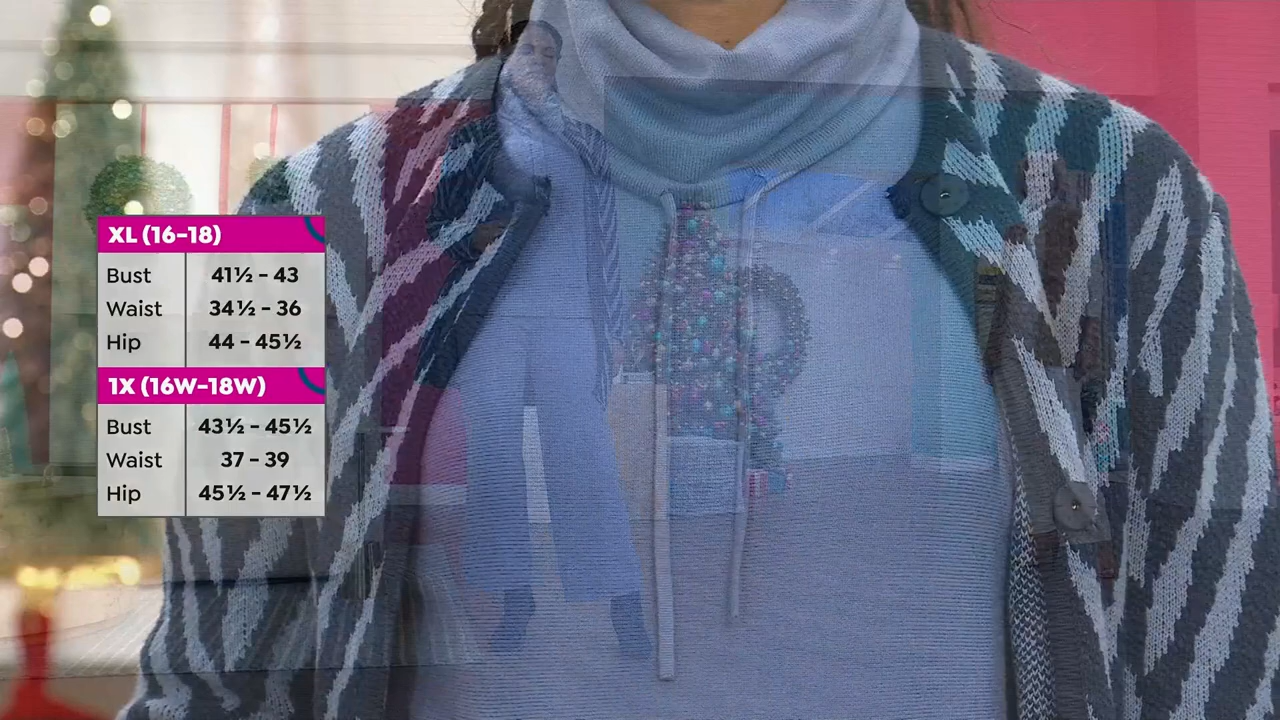 XL (16–18)
Bust 41½ – 43
Waist 34½ – 36
Hip 44 – 45½
1X (16W–18W)
Bust 43½ – 45½
Waist 37 – 39
Hip 45½ – 47½